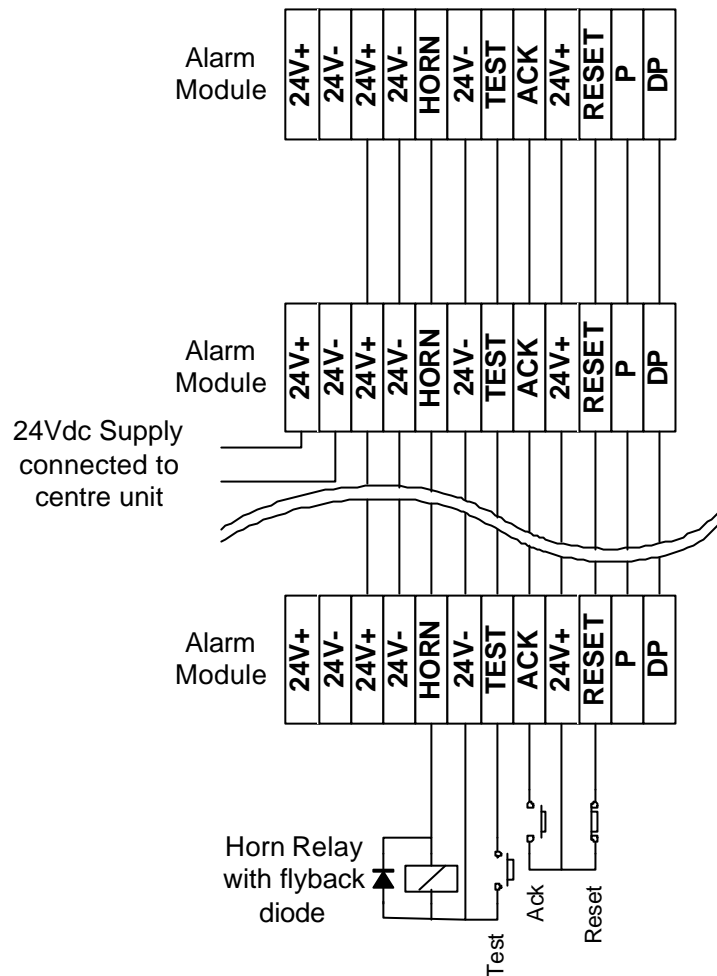 Alarm
Module
24V+
24V-
24V+
24V-
HORN
24V-
TEST
ACK
24V+
RESET
P
DP
Alarm
Module
24V+
24V-
24V+
24V-
HORN
24V-
TEST
ACK
24V+
RESET
P
DP
24Vdc Supply
connected to
centre unit
Alarm
Module
24V+
24V-
24V+
24V-
HORN
24V-
TEST
ACK
24V+
RESET
P
DP
Horn Relay
with flyback
diode
Test
Ack
Reset